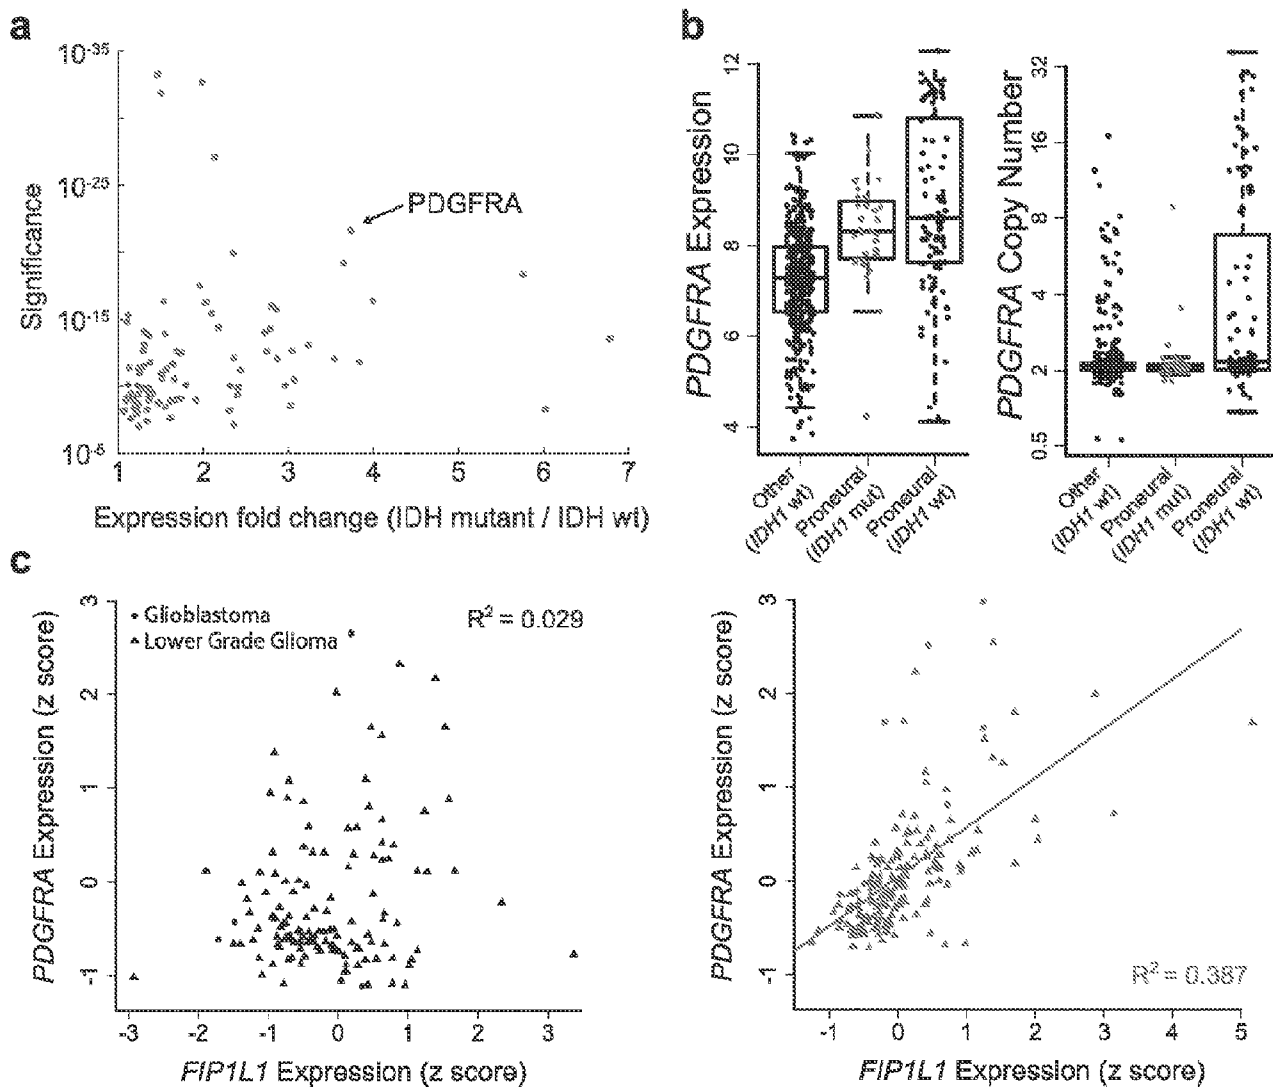 a
10-35
10-25
10-15
10-5
Significance
PDGFRA
1 2 3 4 5 6 7
Expression fold change (IDH mutant / IDH wt)
b
12
10
8
6
4
PDGFRA Expression
Other
(IDH1 wt)
Proneural
(IDH1 mut)
Proneural
(IDH1 wt)
32
16
8
4
2
0.5
PDGFRA Copy Number
Other
(IDH1 wt)
Proneural
(IDH1 mut)
Proneural
(IDH1 wt)
c
3
2
1
0
-1
PDGFRA Expression (z score)
Glioblastoma
Lower Grade Glioma
R2 = 0.029
-3 -2 -1 0 1 2 3
FIP1L1 Expression (z score)
3
2
1
0
-1
PDGFRA Expression (z score)
R2 = 0.387
-1 0 1 2 3 4 5
FIP1L1 Expression (z score)